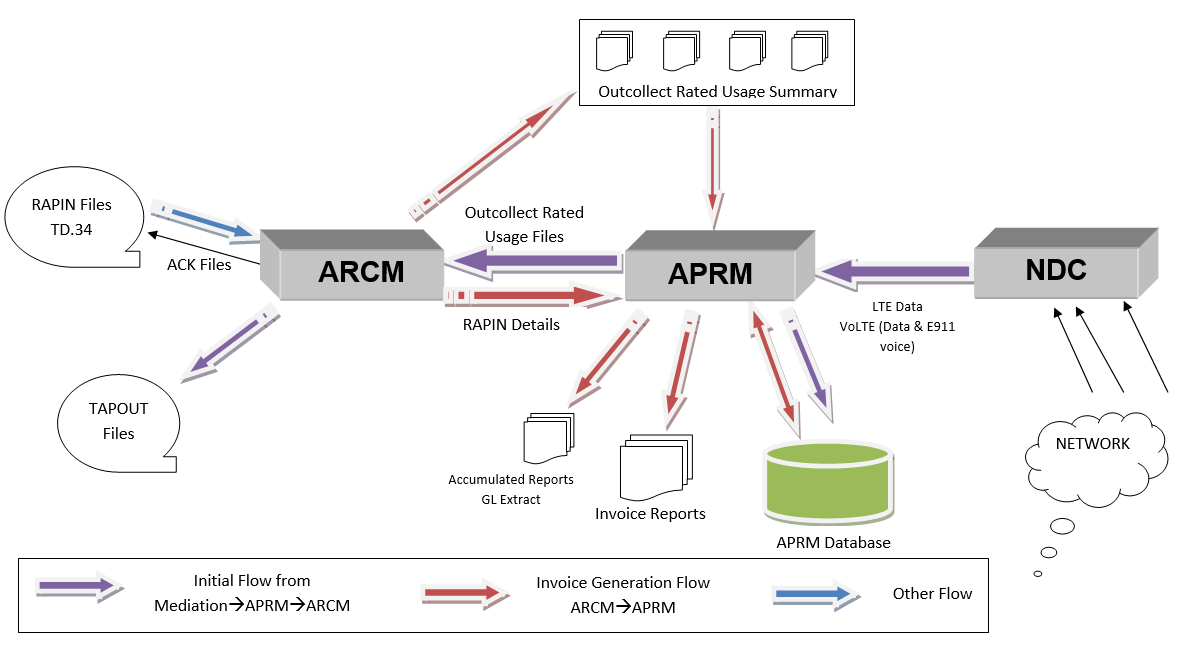 Outcollect Rated Usage Summary
RAPIN Files
TD.34
ACK Files
Outcollect Rated
Usage Files
ARCM
APRM
NDC
RAPIN Details
LTE Data
VoLTE (Data & E911
voice)
TAPOUT
Files
NETWORK
Accumulated Reports
GL Extract
Invoice Reports
APRM Database
Initial Flow from
Mediation→APRM→ARCM
Invoice Generation Flow
ARCM→APRM
Other Flow